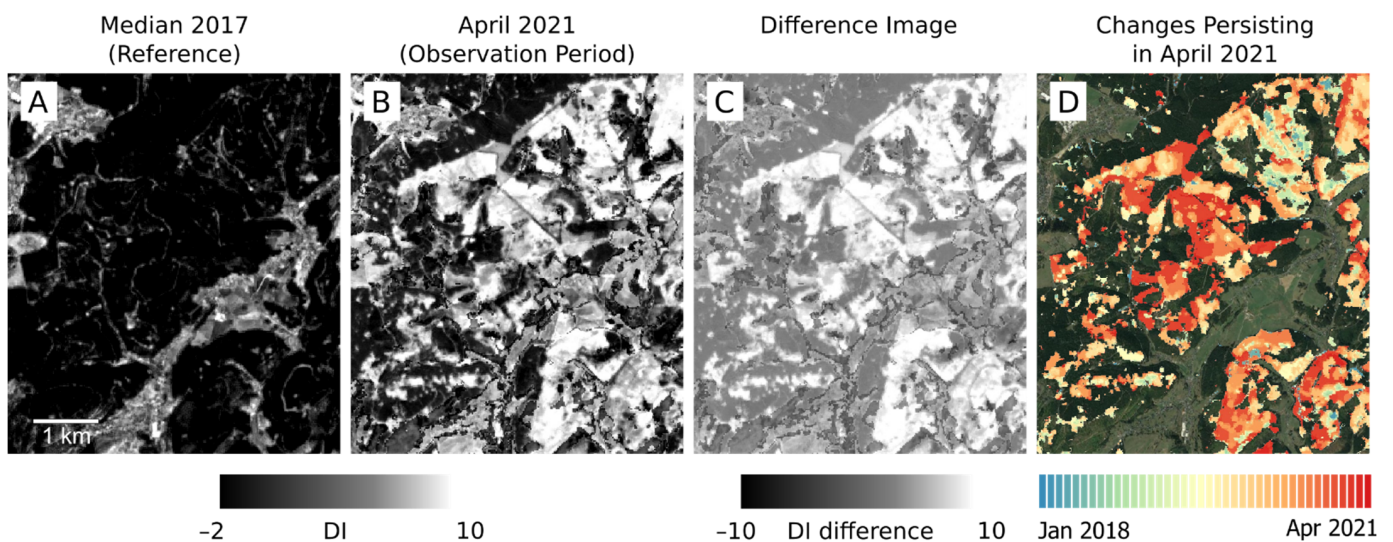 Median 2017
(Reference)
April 2021
(Observation Period)
Difference Image
Changes Persisting
in April 2021
A
B
C
D
1 km
−2 DI 10
−10 DI difference 10
Jan 2018 Apr 2021